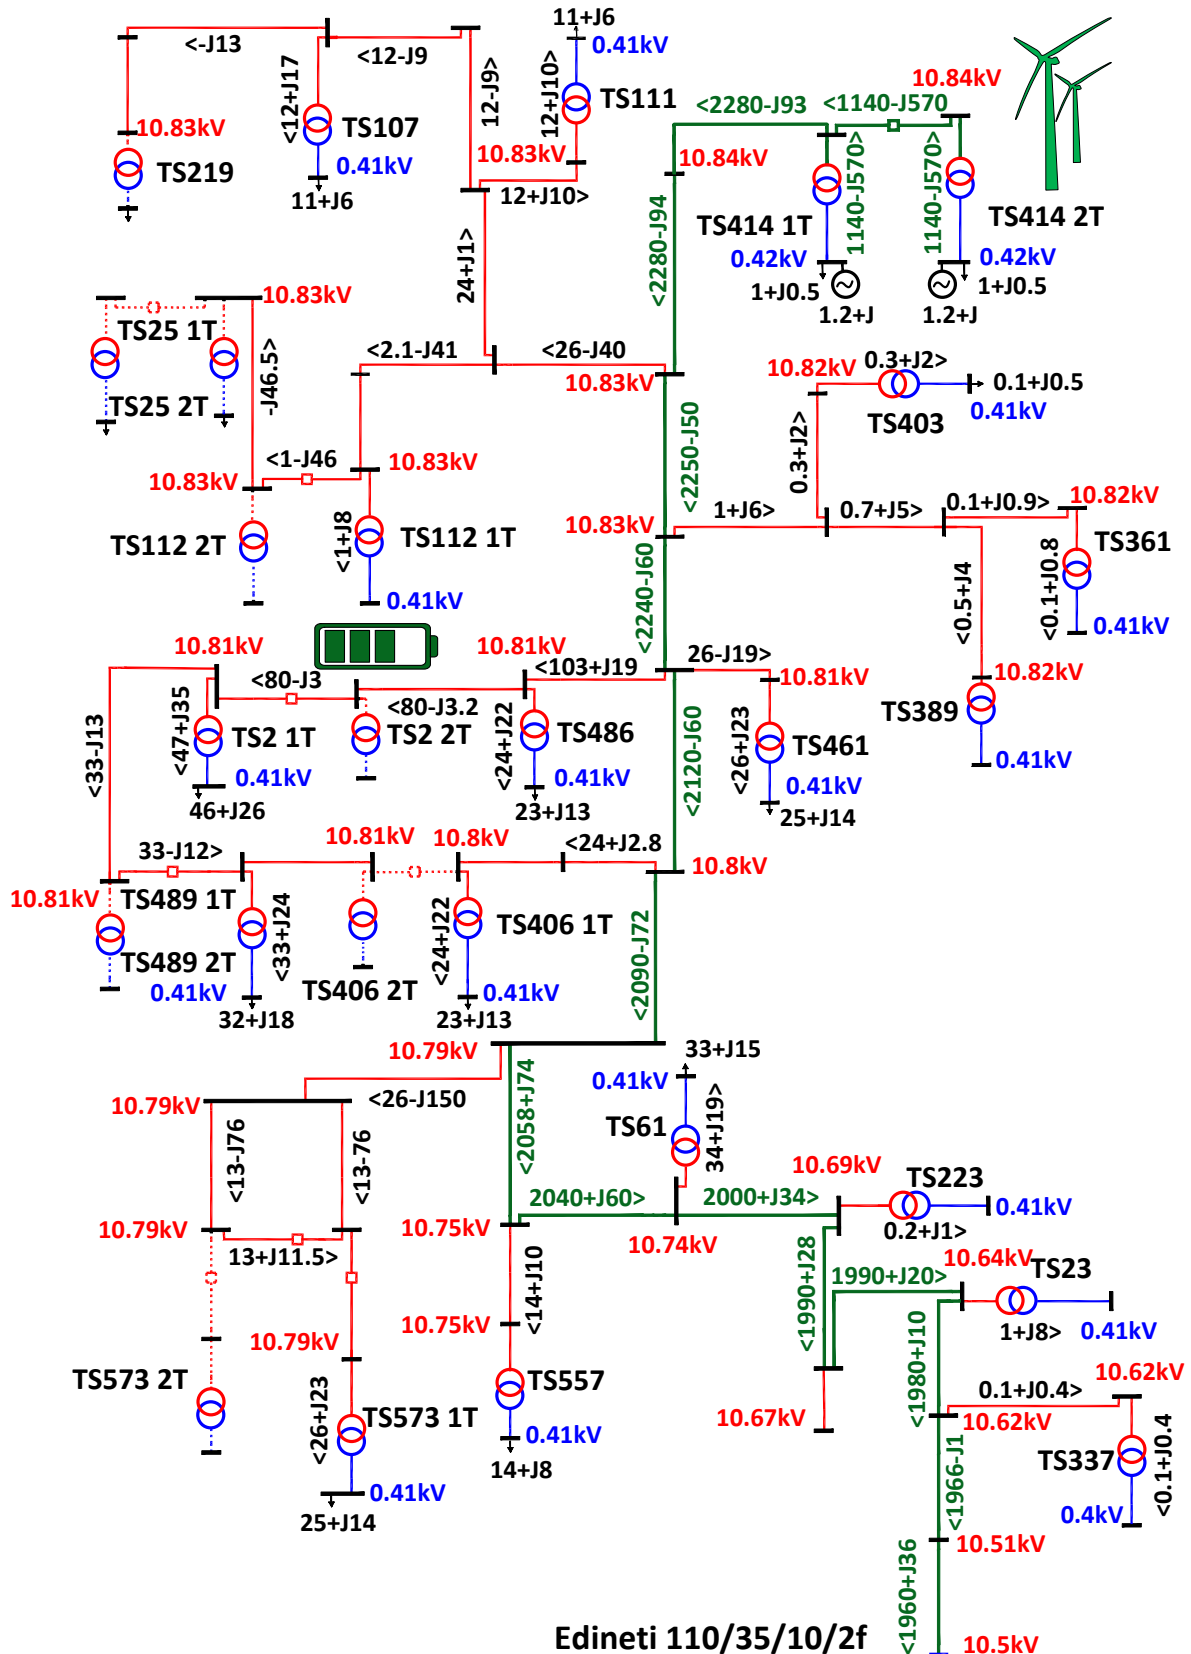 11+J6
<-J13
<12-J9
0.41kV
12-J9>
12+J10>
TS111
<12+J17
TS107
10.83kV
TS219
0.41kV
11+J6
10.83kV
12+J10>
24+J1>
10.84kV
<2280-J93
<1140-J570
10.84kV
<2280-J94
TS414 1T
1140-J570>
1140-J570>
TS414 2T
0.42kV
0.42kV
1+J0.5
1+J0.5
1.2+J
1.2+J
10.83kV
TS25 1T
TS25 2T
-J46.5>
<2.1-J41
<26-J40
10.83kV
10.82kV
0.3+J2>
0.1+J0.5
TS403
0.41kV
<2250-J50
0.3+J2>
<1-J46
10.83kV
10.83kV
TS112 2T
<1+J8
TS112 1T
0.41kV
10.83kV
1+J6>
0.7+J5>
0.1+J0.9>
10.82kV
TS361
<0.1+J0.8
0.41kV
<2240-J60
<0.5+J4
10.82kV
TS389
0.41kV
10.81kV
<80-J3
10.81kV
<103+J19
26-J19>
10.81kV
<33-J13
<47+J35
TS2 1T
<80-J3.2
TS2 2T
<24+J22
TS486
0.41kV
0.41kV
46+J26
23+J13
<2120-J60
<26+J23
TS461
0.41kV
25+J14
33-J12>
10.81kV
10.8kV
<24+J2.8
10.8kV
10.81kV
TS489 1T
TS489 2T
<33+J24
0.41kV
32+J18
TS406 2T
<24+J22
TS406 1T
0.41kV
23+J13
<2090-J72
10.79kV
33+J15
0.41kV
<26-J150
10.79kV
<2058+J74
TS61
34+J19>
<13-J76
<13-76
10.79kV
13+J11.5>
2040+J60>
2000+J34>
10.69kV
TS223
0.2+J1>
0.41kV
10.75kV
10.74kV
<14+J10
<1990+J28
1990+J20>
10.64kV
TS23
1+J8>
0.41kV
10.75kV
10.79kV
TS573 2T
TS557
0.41kV
14+J8
<26+J23
TS573 1T
0.41kV
25+J14
10.67kV
<1980+J10
0.1+J0.4>
10.62kV
10.62kV
TS337
<0.1+J0.4
0.4kV
<1966-J1
10.51kV
<1960+J36
Edineti 110/35/10/2f
10.5kV